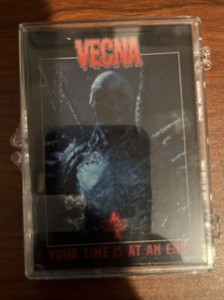 VECNA
YOUR TIME IS AT AN END